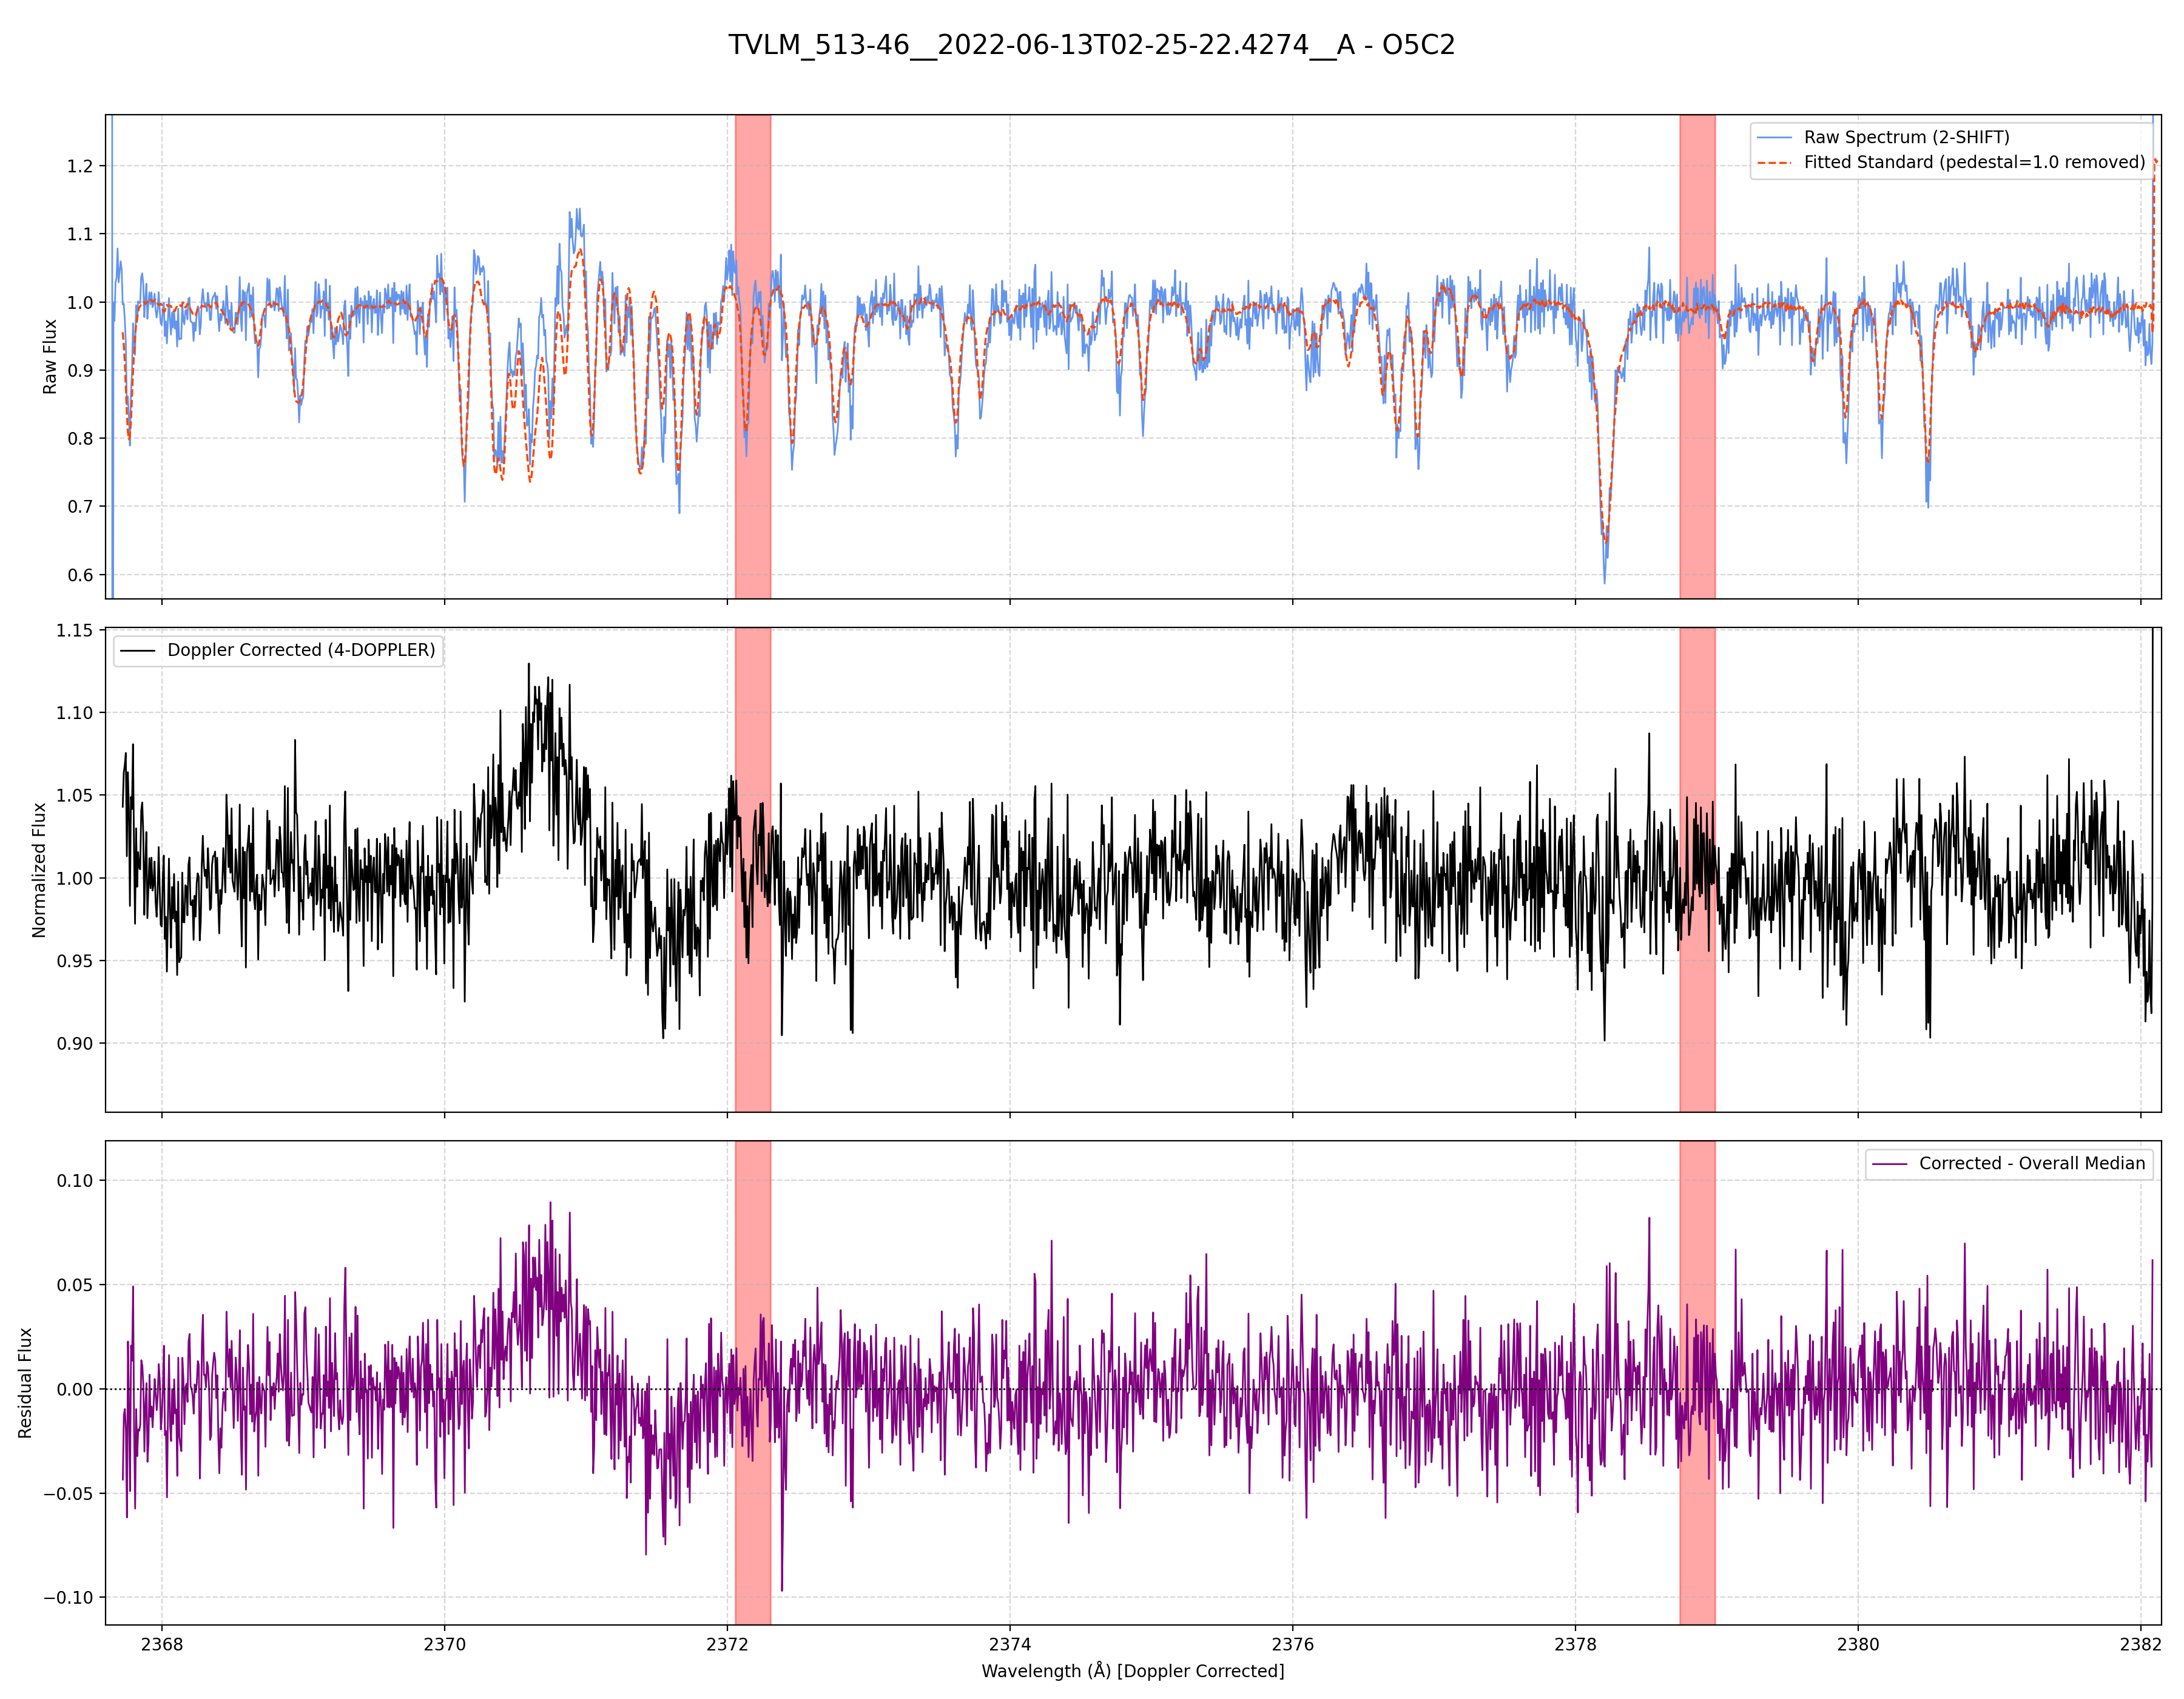 TVLM_513-46__2022-06-13T02-25-22.4274__A - O5C2
Raw Spectrum (2-SHIFT)
Fitted Standard (pedestal=1.0 removed)
1.2
1.1
1.0
0.9
0.8
0.7
0.6
Raw Flux
Doppler Corrected (4-DOPPLER)
1.15
1.10
1.05
1.00
0.95
0.90
Normalized Flux
Corrected - Overall Median
0.10
0.05
0.00
−0.05
−0.10
Residual Flux
2368 2370 2372 2374 2376 2378 2380 2382
Wavelength (Å) [Doppler Corrected]